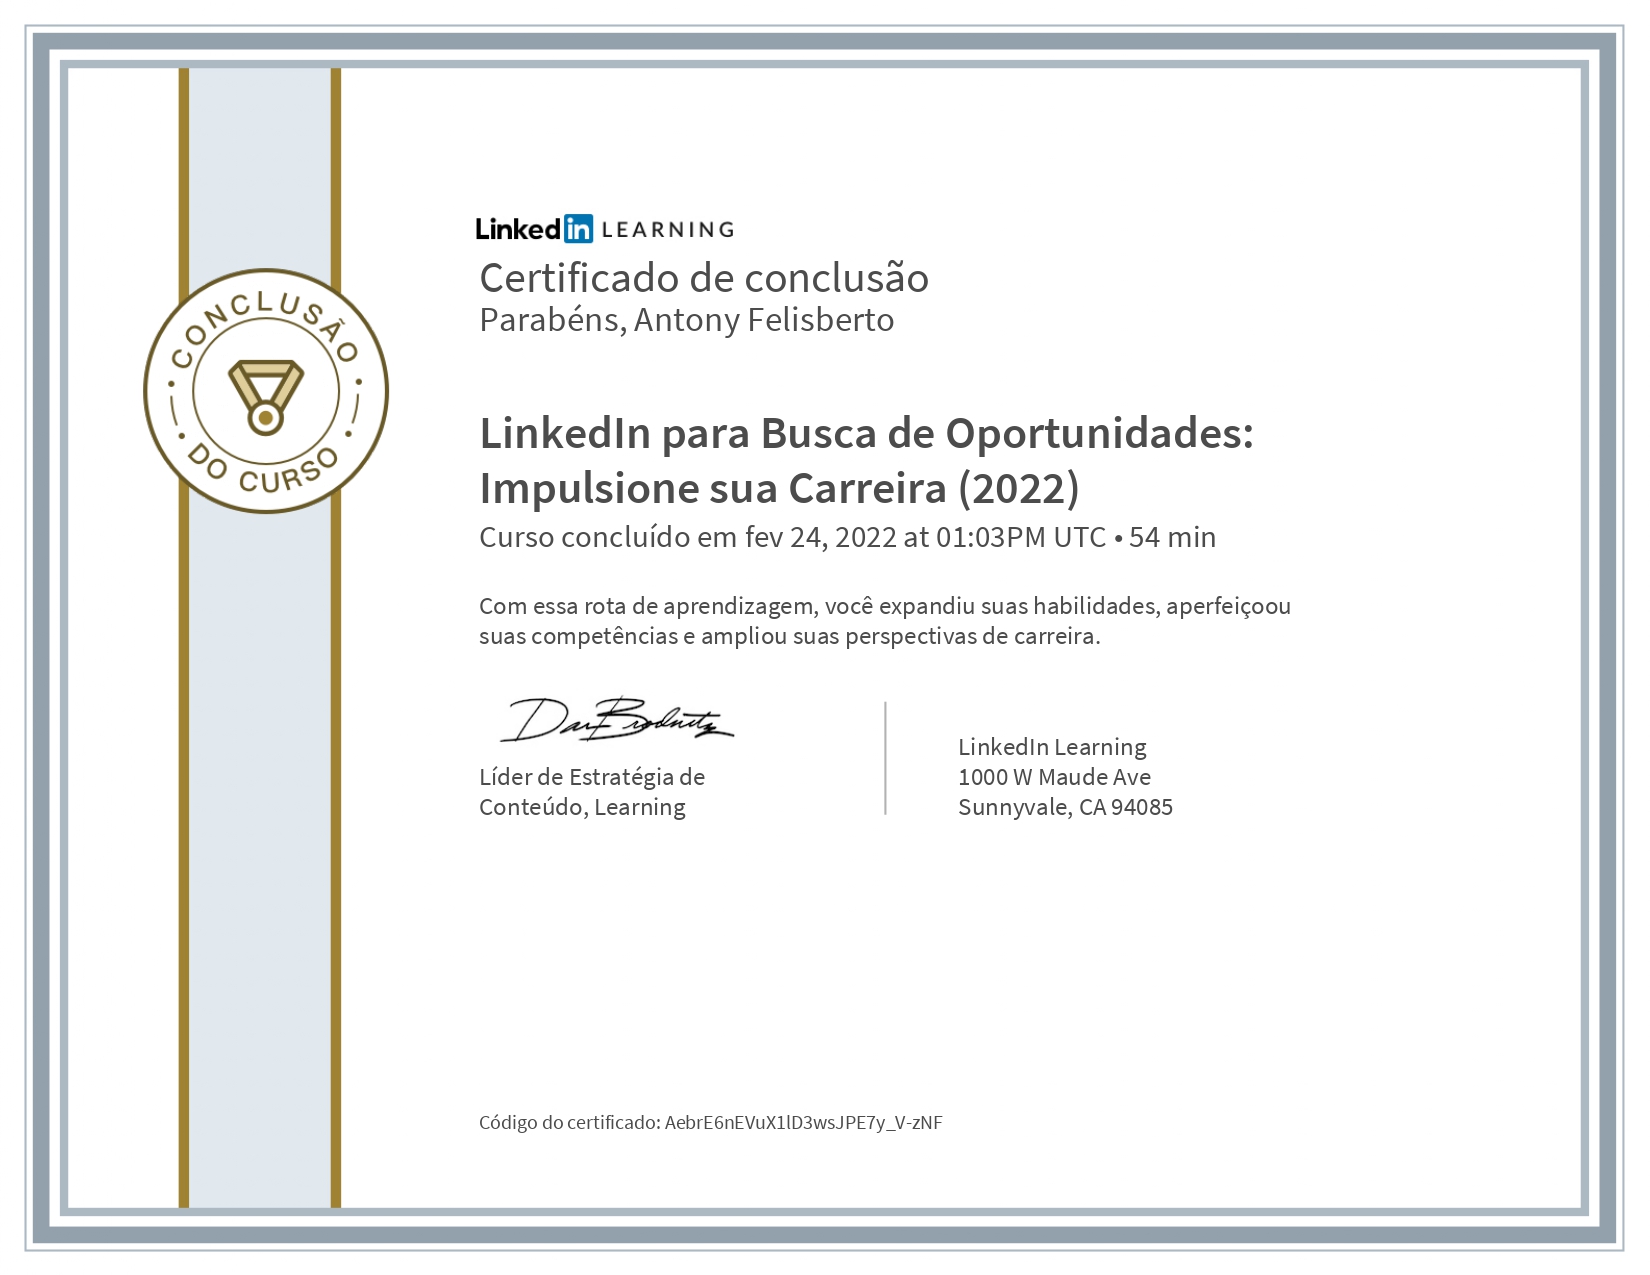 CONCLUSÃO
DO CURSO
Linked in LEARNING
Certificado de conclusão
Parabéns, Antony Felisberto
LinkedIn para Busca de Oportunidades:
Impulsione sua Carreira (2022)
Curso concluído em fev 24, 2022 at 01:03PM UTC • 54 min
Com essa rota de aprendizagem, você expandiu suas habilidades, aperfeiçoou
suas competências e ampliou suas perspectivas de carreira.
Dan Brodnitz
Líder de Estratégia de
Conteúdo, Learning
LinkedIn Learning
1000 W Maude Ave
Sunnyvale, CA 94085
Código do certificado: AebrE6nEVuX1lD3wsJPE7y_V-zNF